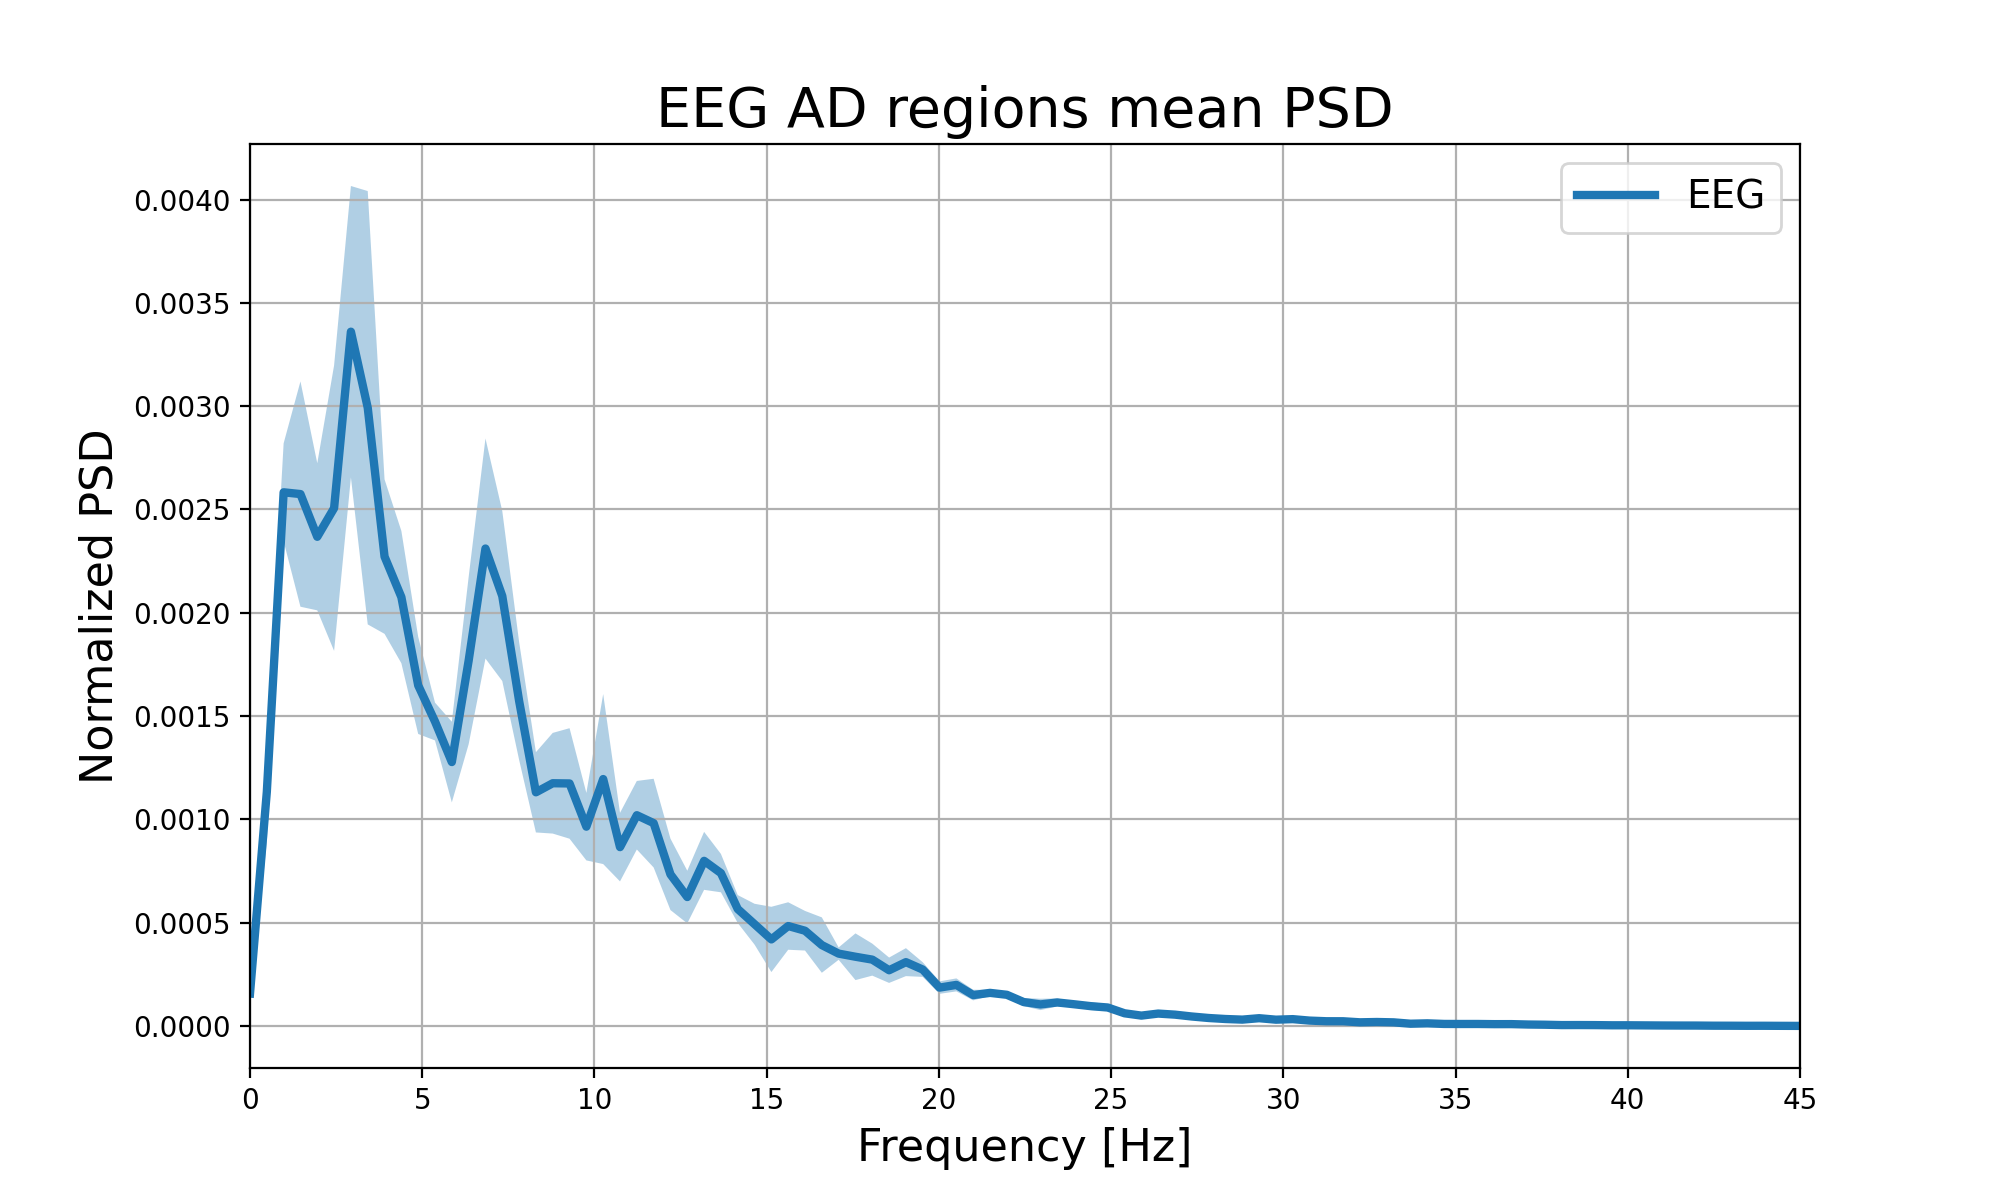 EEG AD regions mean PSD
EEG
Normalized PSD
0.0040
0.0035
0.0030
0.0025
0.0020
0.0015
0.0010
0.0005
0.0000
0 5 10 15 20 25 30 35 40 45
Frequency [Hz]